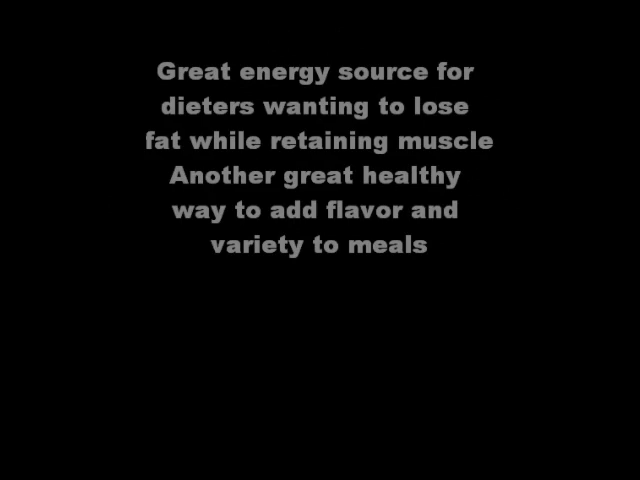 Great energy source for
dieters wanting to lose
fat while retaining muscle
Another great healthy
way to add flavor and
variety to meals